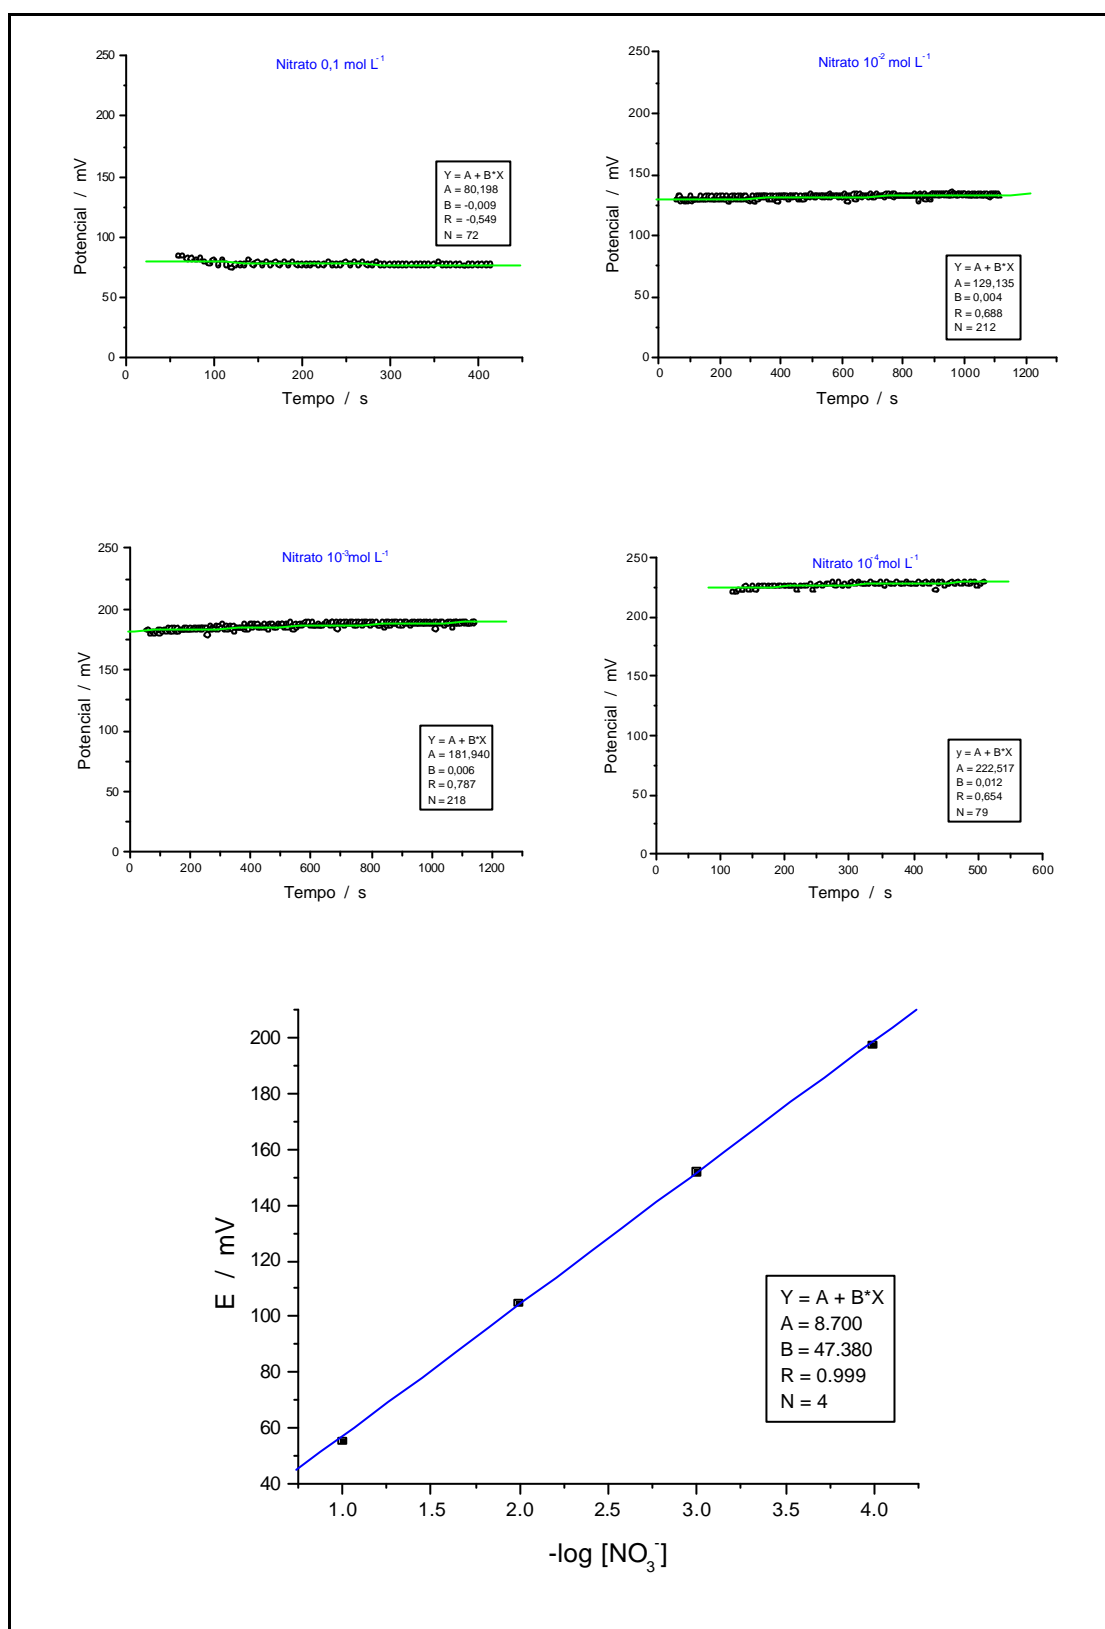 Nitrato 0,1 mol L-1
250
200
150
100
50
0
Potencial / mV
Y = A + B*X
A = 80,198
B = -0,009
R = -0,549
N = 72
0 100 200 300 400
Tempo / s
Nitrato 10-2 mol L-1
250
200
150
100
50
0
Potencial / mV
Y = A + B*X
A = 129,135
B = 0,004
R = 0,688
N = 212
0 200 400 600 800 1000 1200
Tempo / s
Nitrato 10-3 mol L-1
250
200
150
100
50
0
Potencial / mV
Y = A + B*X
A = 181,940
B = 0,006
R = 0,787
N = 218
0 200 400 600 800 1000 1200
Tempo / s
Nitrato 10-4 mol L-1
250
200
150
100
50
0
Potencial / mV
y = A + B*X
A = 222,517
B = 0,012
R = 0,654
N = 79
0 100 200 300 400 500 600
Tempo / s
200
180
160
140
120
100
80
60
40
E / mV
Y = A + B*X
A = 8.700
B = 47.380
R = 0.999
N = 4
1.0 1.5 2.0 2.5 3.0 3.5 4.0
-log [NO3-]